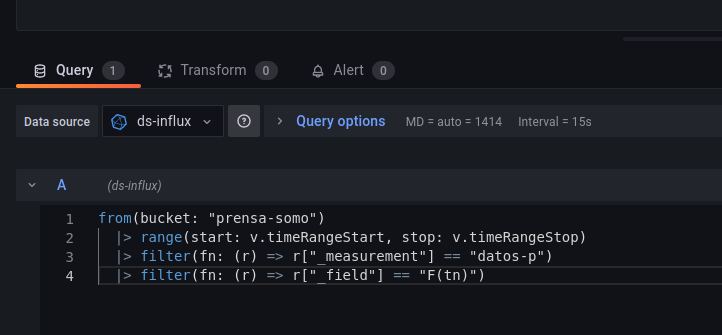 Query 1 Transform 0 Alert 0
Data source ds-influx Query options MD = auto = 1414 Interval = 15s
A (ds-influx)
1 from(bucket: "prensa-somo")
2 |> range(start: v.timeRangeStart, stop: v.timeRangeStop)
3 |> filter(fn: (r) => r["_measurement"] == "datos-p")
4 |> filter(fn: (r) => r["_field"] == "F(tn)")